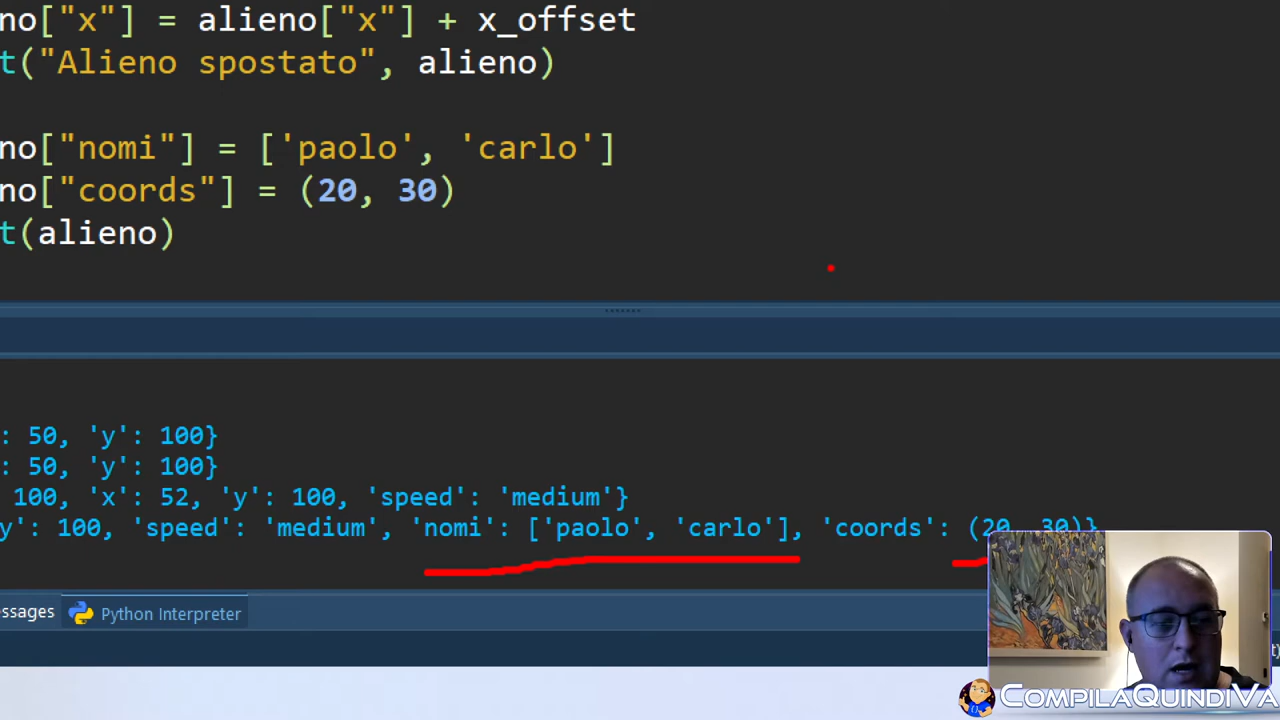 no["x"] = alieno["x"] + x_offset
t("Alieno spostato", alieno)
no["nomi"] = ['paolo', 'carlo']
no["coords"] = (20, 30)
t(alieno)
: 50, 'y': 100}
: 50, 'y': 100}
100, 'x': 52, 'y': 100, 'speed': 'medium'}
y': 100, 'speed': 'medium', 'nomi': ['paolo', 'carlo'], 'coords': (20, 30)}
ssages Python Interpreter
COMPILAQUINDIVA